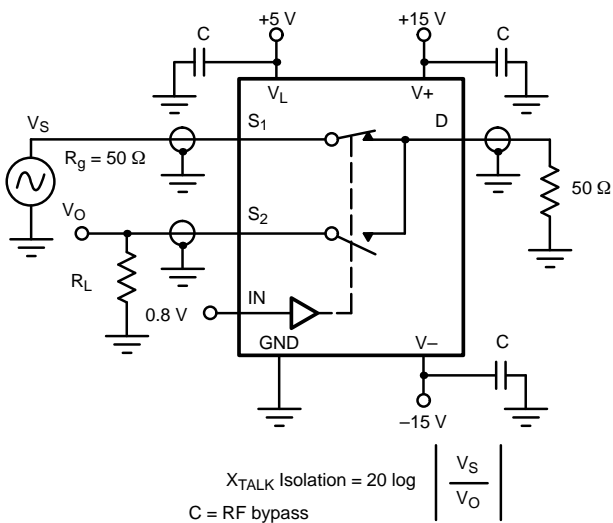 +5 V
+15 V
C
C
V_L
V+
V_S
S_1
D
R_g = 50 Ω
50 Ω
V_O
S_2
R_L
IN
0.8 V
GND
V–
C
–15 V
X_TALK Isolation = 20 log | V_S / V_O |
C = RF bypass